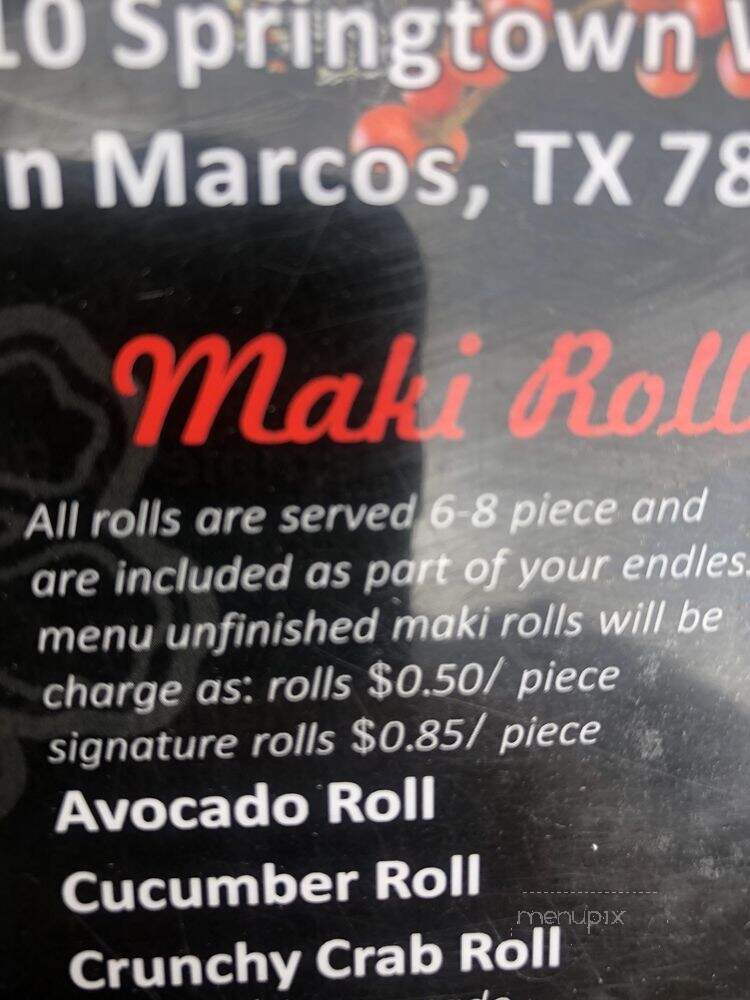 10 Springtown
n Marcos, TX 78
Maki Roll
All rolls are served 6-8 piece and
are included as part of your endles
menu unfinished maki rolls will be
charge as: rolls $0.50/ piece
signature rolls $0.85/ piece
Avocado Roll
Cucumber Roll
menupix
Crunchy Crab Roll